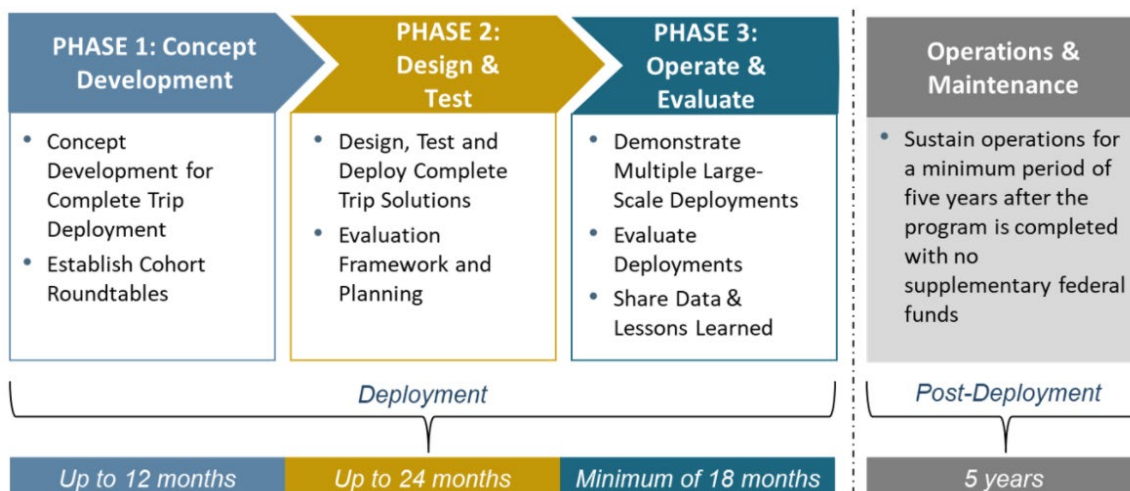 PHASE 1: Concept
Development
PHASE 2:
Design &
Test
PHASE 3:
Operate &
Evaluate
Operations &
Maintenance
• Concept
Development for
Complete Trip
Deployment
• Establish Cohort
Roundtables
• Design, Test and
Deploy Complete
Trip Solutions
• Evaluation
Framework and
Planning
• Demonstrate
Multiple Large-
Scale Deployments
• Evaluate
Deployments
• Share Data &
Lessons Learned
• Sustain operations for
a minimum period of
five years after the
program is completed
with no
supplementary federal
funds
Deployment
Post-Deployment
Up to 12 months
Up to 24 months
Minimum of 18 months
5 years